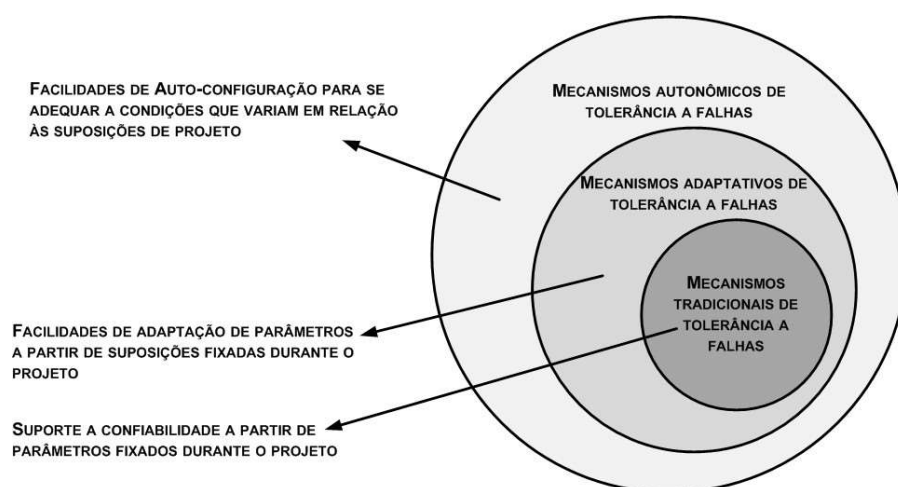 FACILIDADES DE AUTO-CONFIGURAÇÃO PARA SE
ADEQUAR A CONDIÇÕES QUE VARIAM EM RELAÇÃO
ÀS SUPOSIÇÕES DE PROJETO
MECANISMOS AUTONÔMICOS DE
TOLERÂNCIA A FALHAS
MECANISMOS ADAPTATIVOS DE
TOLERÂNCIA A FALHAS
MECANISMOS
TRADICIONAIS DE
TOLERÂNCIA A
FALHAS
FACILIDADES DE ADAPTAÇÃO DE PARÂMETROS
A PARTIR DE SUPOSIÇÕES FIXADAS DURANTE O
PROJETO
SUPORTE A CONFIABILIDADE A PARTIR DE
PARÂMETROS FIXADOS DURANTE O PROJETO